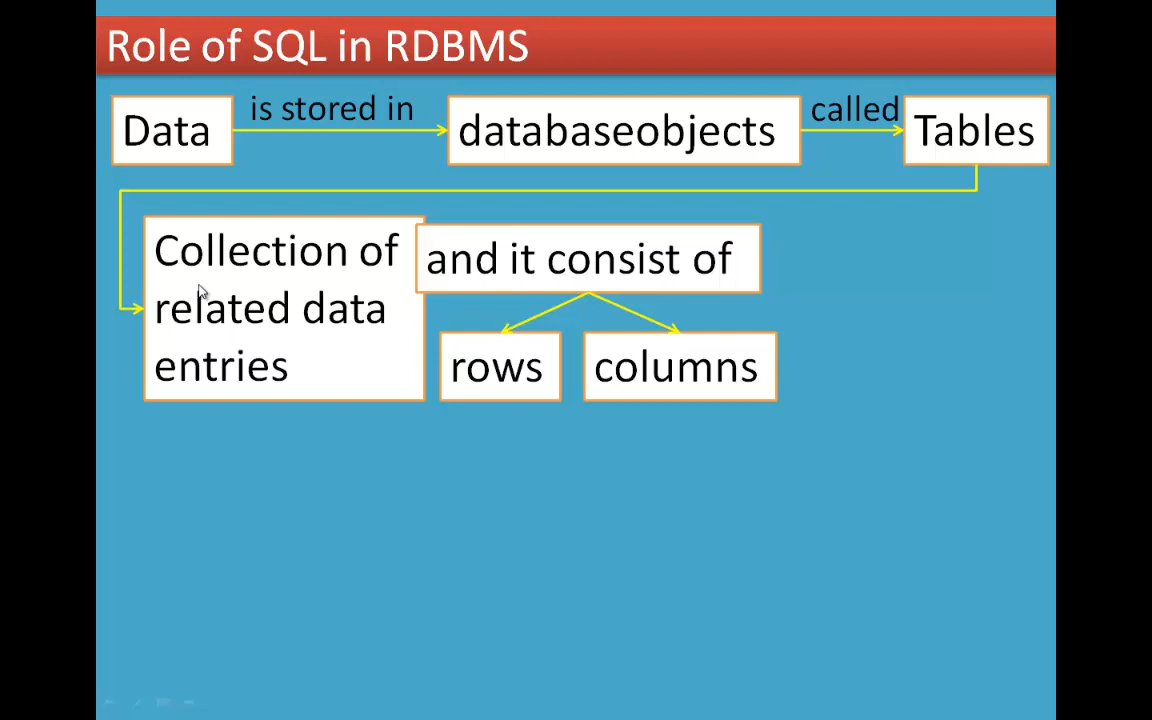 Role of SQL in RDBMS
Data
is stored in
databaseobjects
called
Tables
Collection of
related data
entries
and it consist of
rows
columns